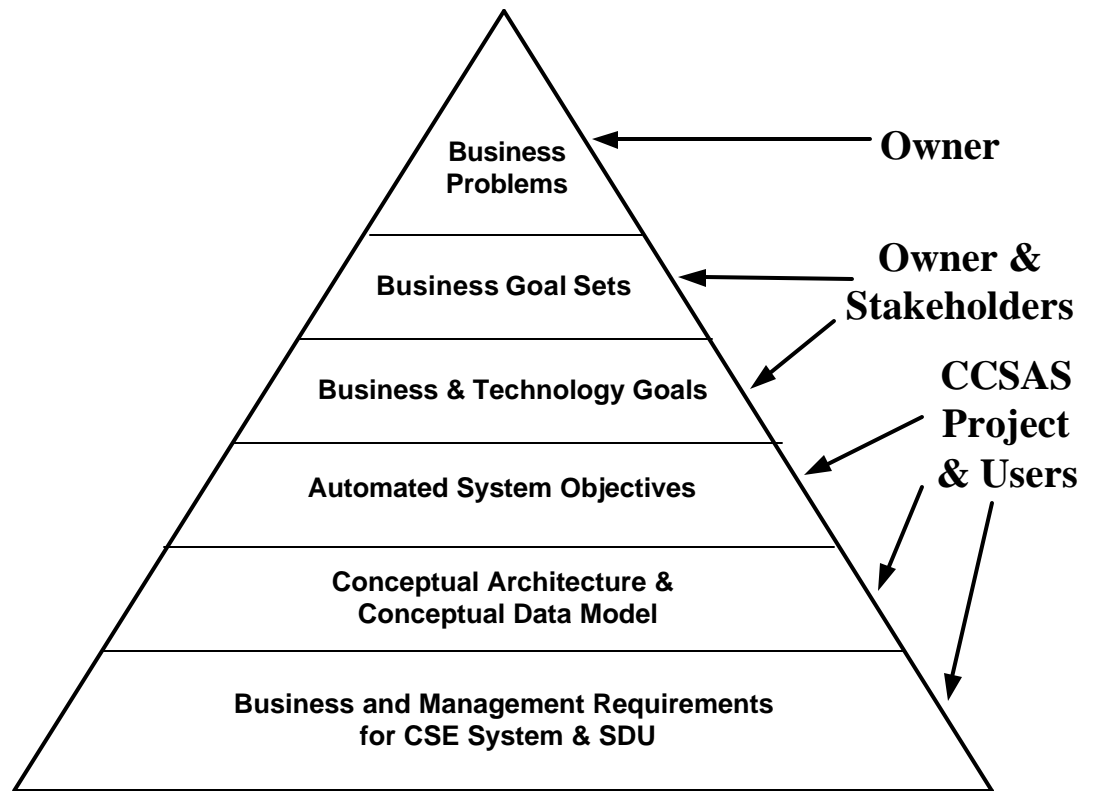 Business
Problems
Owner
Business Goal Sets
Owner &
Stakeholders
Business & Technology Goals
CCSAS
Project
& Users
Automated System Objectives
Conceptual Architecture &
Conceptual Data Model
Business and Management Requirements
for CSE System & SDU